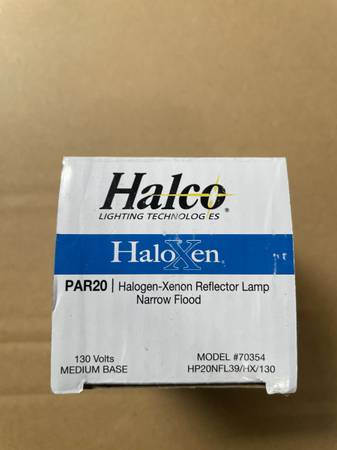 Halco®
LIGHTING TECHNOLOGIES
HaloXen®
PAR20 | Halogen-Xenon Reflector Lamp
Narrow Flood
130 Volts
MEDIUM BASE
MODEL #70354
HP20NFL39/HX/130